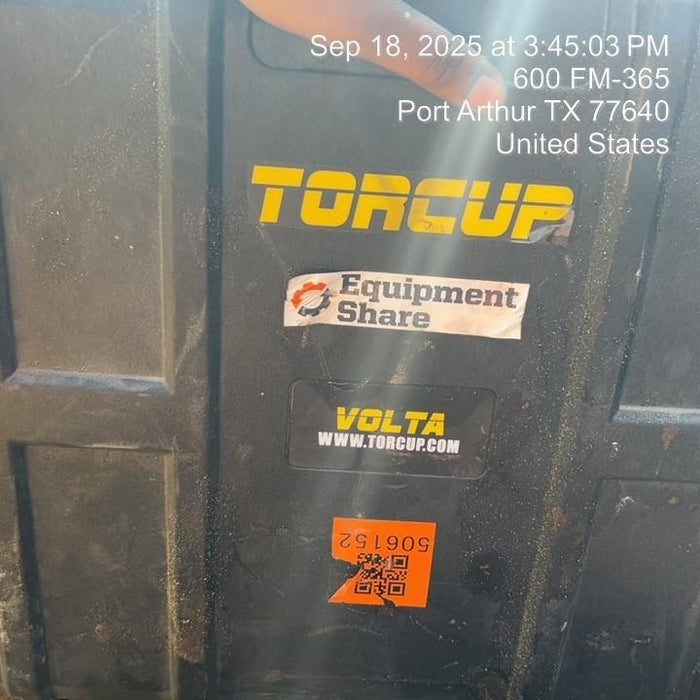 Sep 18, 2025 at 3:45:03 PM
600 FM-365
Port Arthur TX 77640
United States
TORCUP
Equipment
Share
VOLTA
WWW.TORCUP.COM
506152